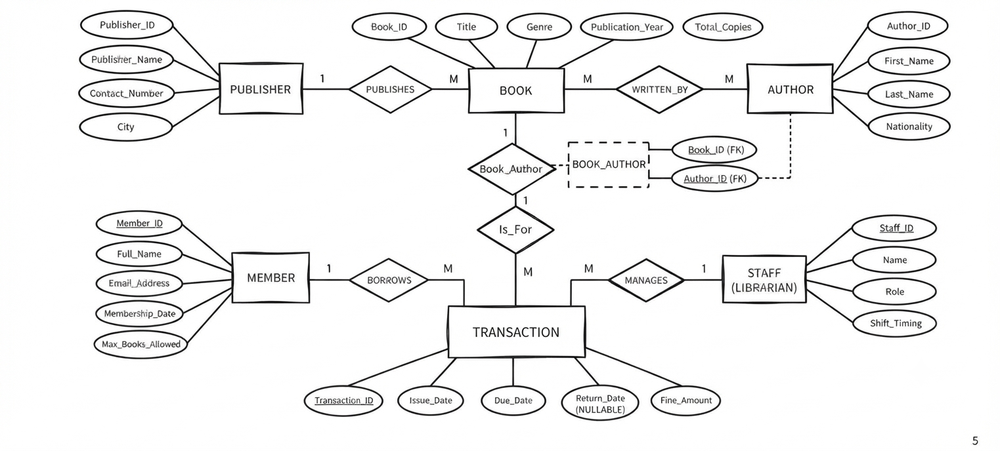 Publisher_ID
Publisher_Name
Contact_Number
City
PUBLISHER
1
PUBLISHES
M
Book_ID
Title
Genre
Publication_Year
Total_Copies
BOOK
M
WRITTEN_BY
M
AUTHOR
Author_ID
First_Name
Last_Name
Nationality
1
Book_Author
BOOK_AUTHOR
Book_ID (FK)
Author_ID (FK)
1
Is_For
M
Member_ID
Full_Name
Email_Address
Membership_Date
Max_Books_Allowed
MEMBER
1
BORROWS
M
M
MANAGES
1
STAFF
(LIBRARIAN)
Staff_ID
Name
Role
Shift_Timing
TRANSACTION
Transaction_ID
Issue_Date
Due_Date
Return_Date
(NULLABLE)
Fine_Amount
5